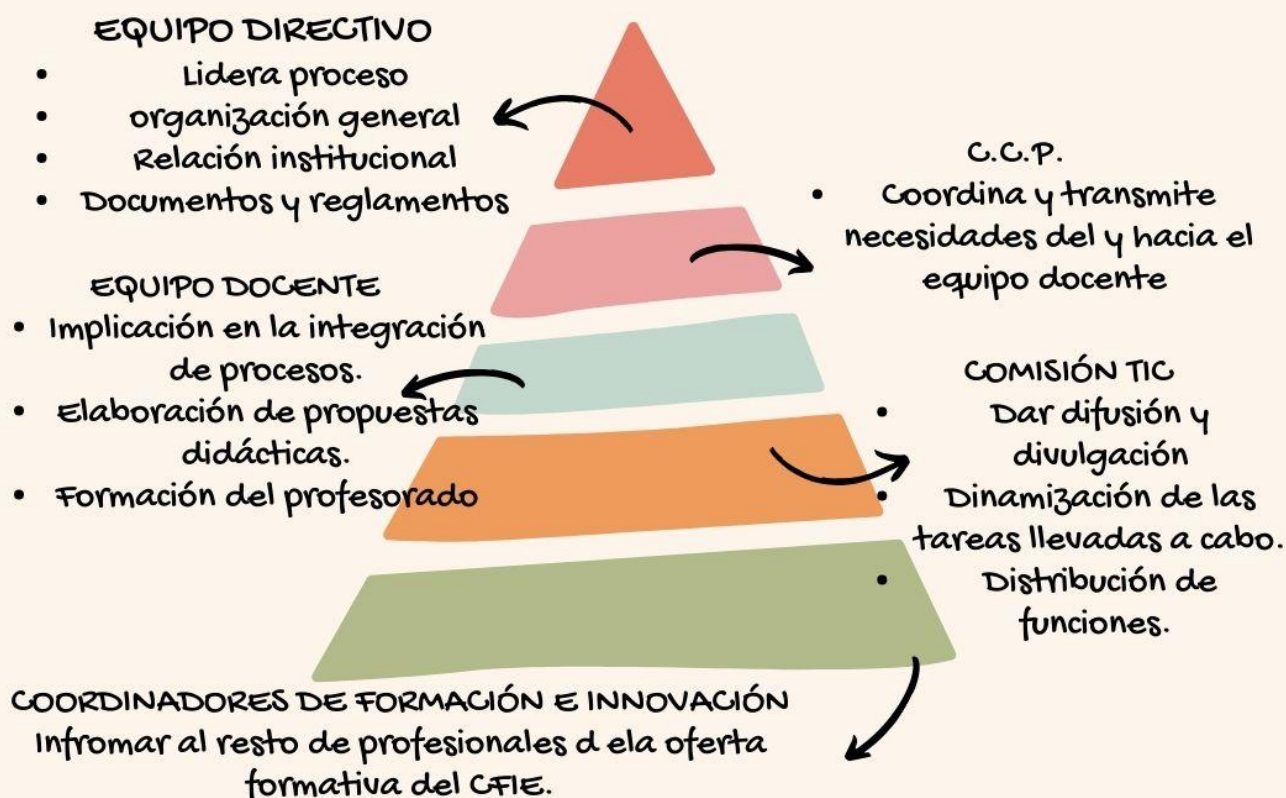 EQUIPO DIRECTIVO
• Lidera proceso
• organización general
• Relación institucional
• Documentos y reglamentos
C.C.P.
• Coordina y transmite
necesidades del y hacia el
equipo docente
EQUIPO DOCENTE
• Implicación en la integración
de procesos.
• Elaboración de propuestas
didácticas.
• Formación del profesorado
COMISIÓN TIC
• Dar difusión y
divulgación
• Dinamización de las
tareas llevadas a cabo.
• Distribución de
funciones.
COORDINADORES DE FORMACIÓN E INNOVACIÓN
Infromar al resto de profesionales d ela oferta
formativa del CFIE.